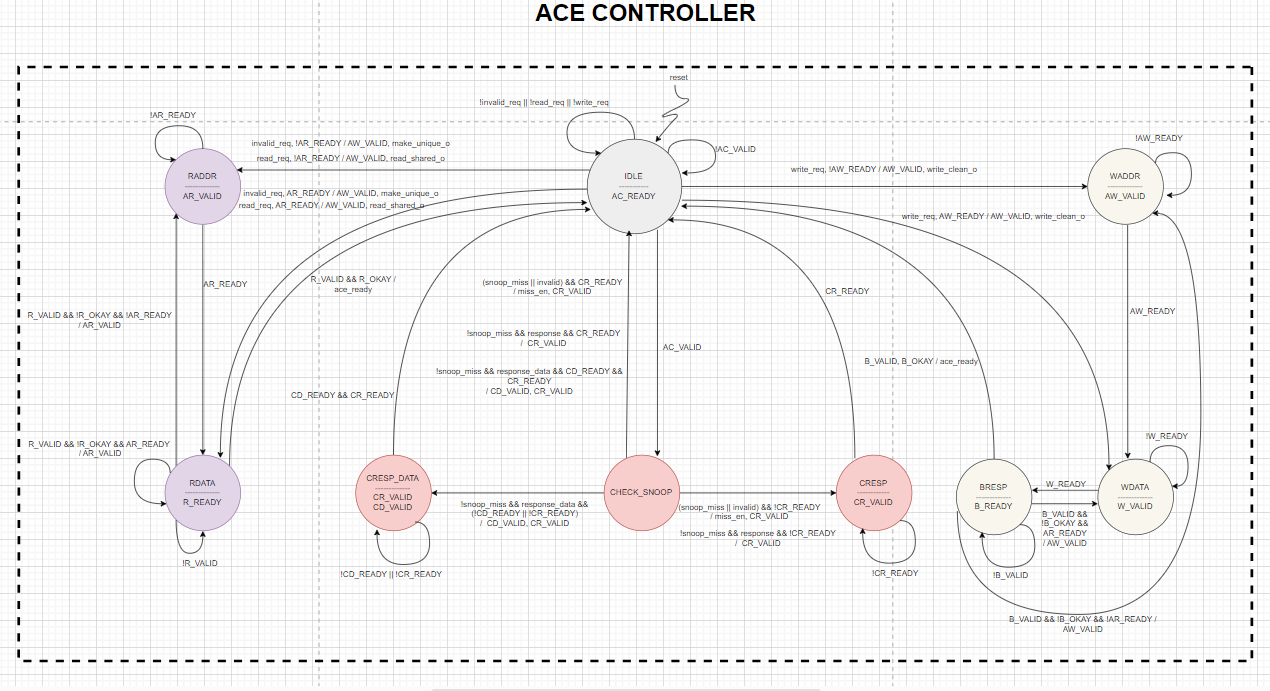 ACE CONTROLLER
reset
!invalid_req || !read_req || !write_req
!AR_READY
invalid_req, !AR_READY / AW_VALID, make_unique_o
read_req, !AR_READY / AW_VALID, read_shared_o
!AC_VALID
!AW_READY
write_req, !AW_READY / AW_VALID, write_clean_o
RADDR
--------------
AR_VALID
IDLE
------------
AC_READY
WADDR
--------------
AW_VALID
invalid_req, AR_READY / AW_VALID, make_unique_o
read_req, AR_READY / AW_VALID, read_shared_o
write_req, AW_READY / AW_VALID, write_clean_o
AR_READY
R_VALID && R_OKAY /
ace_ready
(snoop_miss || invalid) && CR_READY
/ miss_en, CR_VALID
CR_READY
R_VALID && !R_OKAY && !AR_READY
/ AR_VALID
AW_READY
!snoop_miss && response && CR_READY
/ CR_VALID
AC_VALID
B_VALID, B_OKAY / ace_ready
!snoop_miss && response_data && CD_READY &&
CR_READY
/ CD_VALID, CR_VALID
CD_READY && CR_READY
R_VALID && !R_OKAY && AR_READY
/ AR_VALID
!W_READY
RDATA
--------------
R_READY
CRESP_DATA
--------------
CR_VALID
CD_VALID
CHECK_SNOOP
CRESP
--------------
CR_VALID
BRESP
--------------
B_READY
W_READY
WDATA
--------------
W_VALID
!snoop_miss && response_data &&
(!CD_READY || !CR_READY)
/ CD_VALID, CR_VALID
(snoop_miss || invalid) && !CR_READY
/ miss_en, CR_VALID
!snoop_miss && response && !CR_READY
/ CR_VALID
B_VALID &&
!B_OKAY &&
AR_READY
/ AW_VALID
!R_VALID
!CD_READY || !CR_READY
!CR_READY
!B_VALID
B_VALID && !B_OKAY && !AR_READY /
AW_VALID